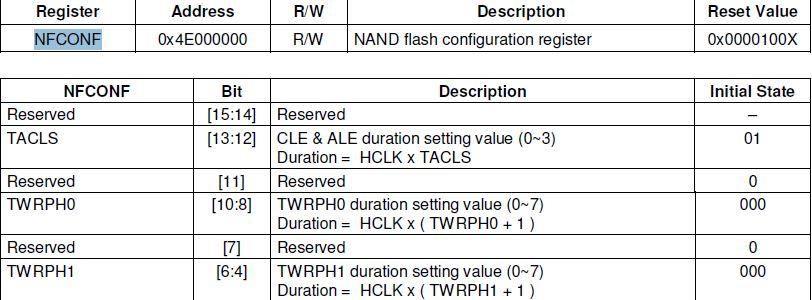 Register Address R/W Description Reset Value
NFCONF 0x4E000000 R/W NAND flash configuration register 0x0000100X
NFCONF Bit Description Initial State
Reserved [15:14] Reserved –
TACLS [13:12] CLE & ALE duration setting value (0~3) 01
Duration = HCLK x TACLS
Reserved [11] Reserved 0
TWRPH0 [10:8] TWRPH0 duration setting value (0~7) 000
Duration = HCLK x ( TWRPH0 + 1 )
Reserved [7] Reserved 0
TWRPH1 [6:4] TWRPH1 duration setting value (0~7) 000
Duration = HCLK x ( TWRPH1 + 1 )